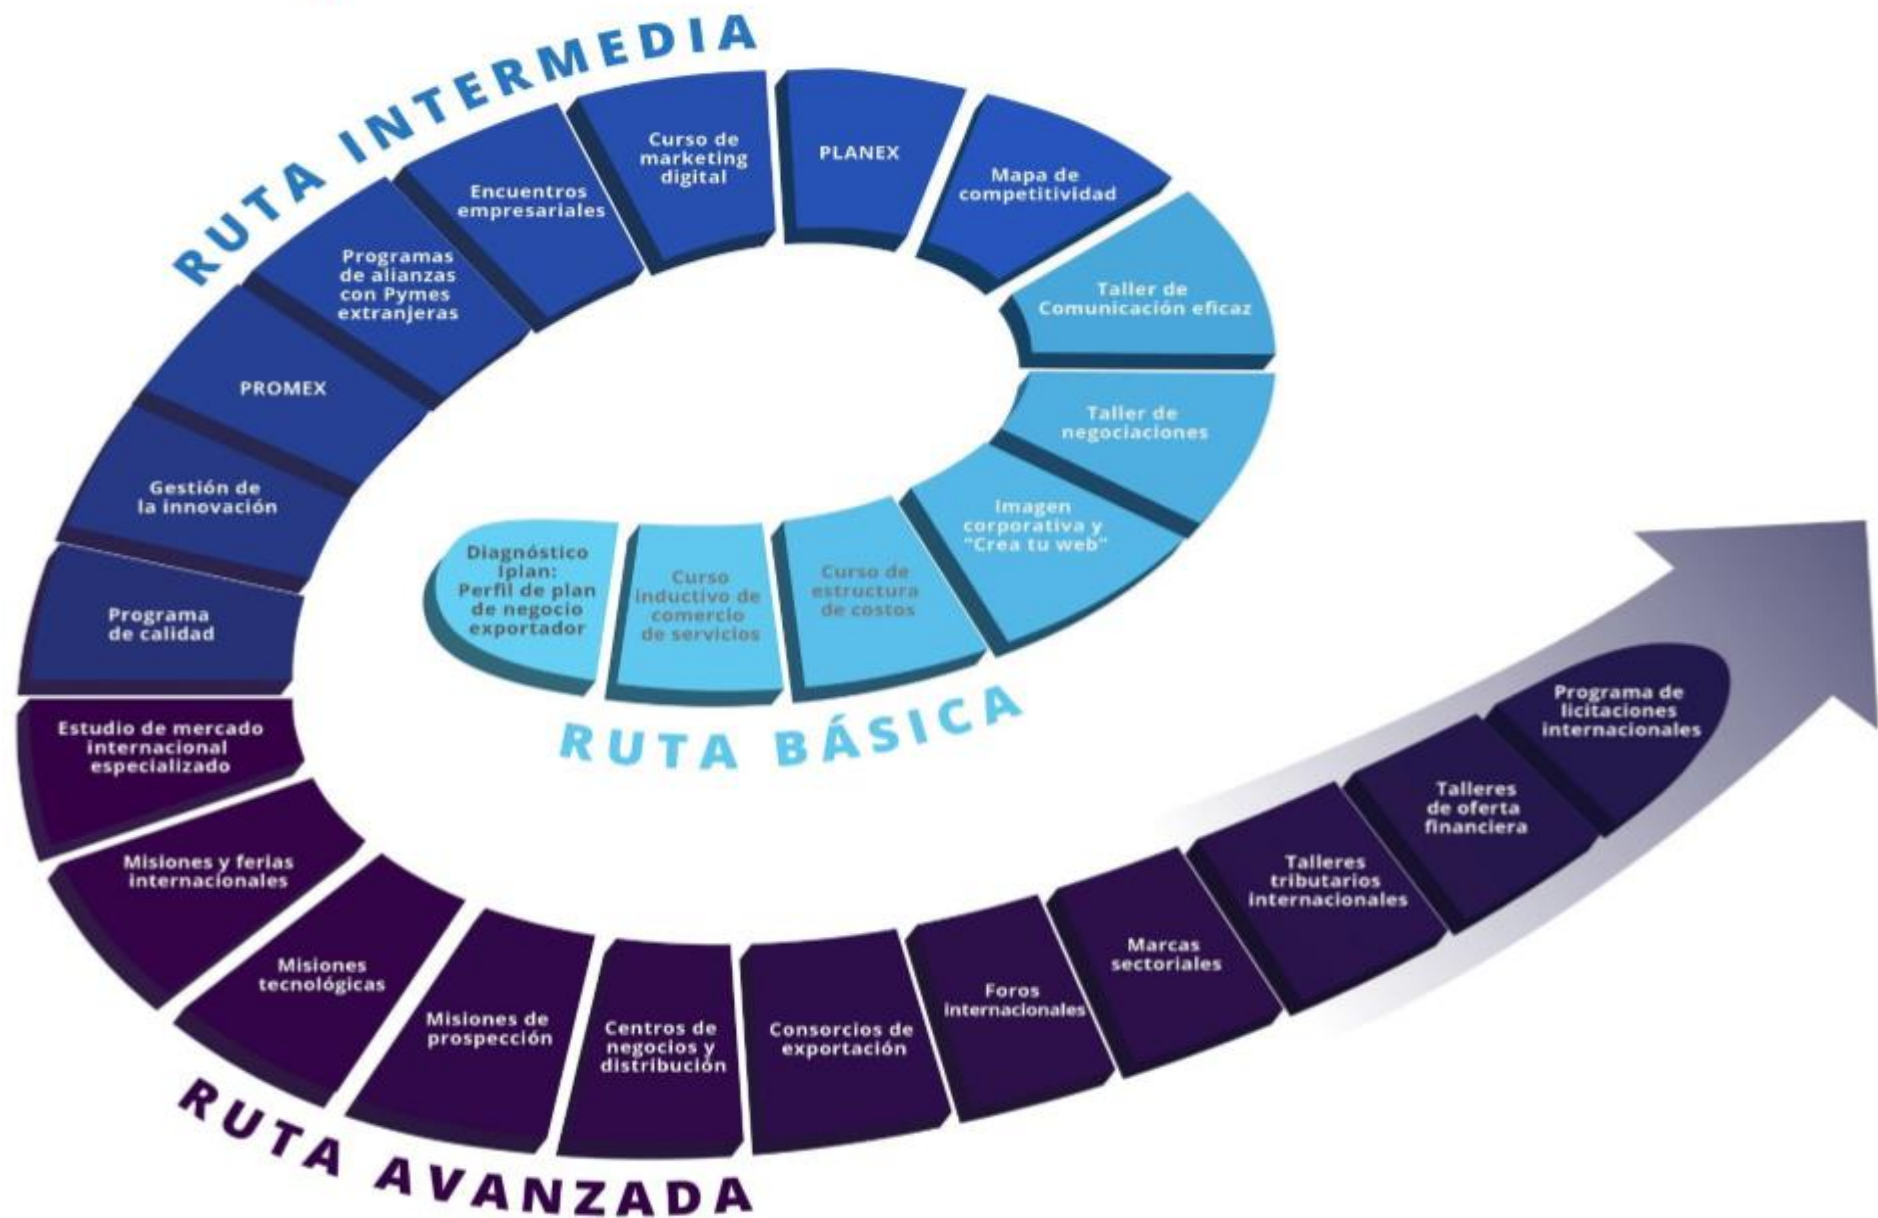 RUTA INTERMEDIA
Curso de
marketing
digital
PLANEX
Mapa de
competitividad
Encuentros
empresariales
Programas
de alianzas
con Pymes
extranjeras
PROMEX
Gestión de
la innovación
Programa
de calidad
Taller de
Comunicación eficaz
Taller de
negociaciones
Imagen
corporativa y
"Crea tu web"
Curso de
estructura
de costos
Curso
inductivo de
comercio
de servicios
Diagnóstico
Iplan:
Perfil de plan
de negocio
exportador
RUTA BÁSICA
Estudio de mercado
internacional
especializado
Misiones y ferias
internacionales
Misiones
tecnológicas
Misiones de
prospección
Centros de
negocios y
distribución
Consorcios de
exportación
Foros
internacionales
Marcas
sectoriales
Talleres
tributarios
internacionales
Talleres
de oferta
financiera
Programa de
licitaciones
internacionales
RUTA AVANZADA